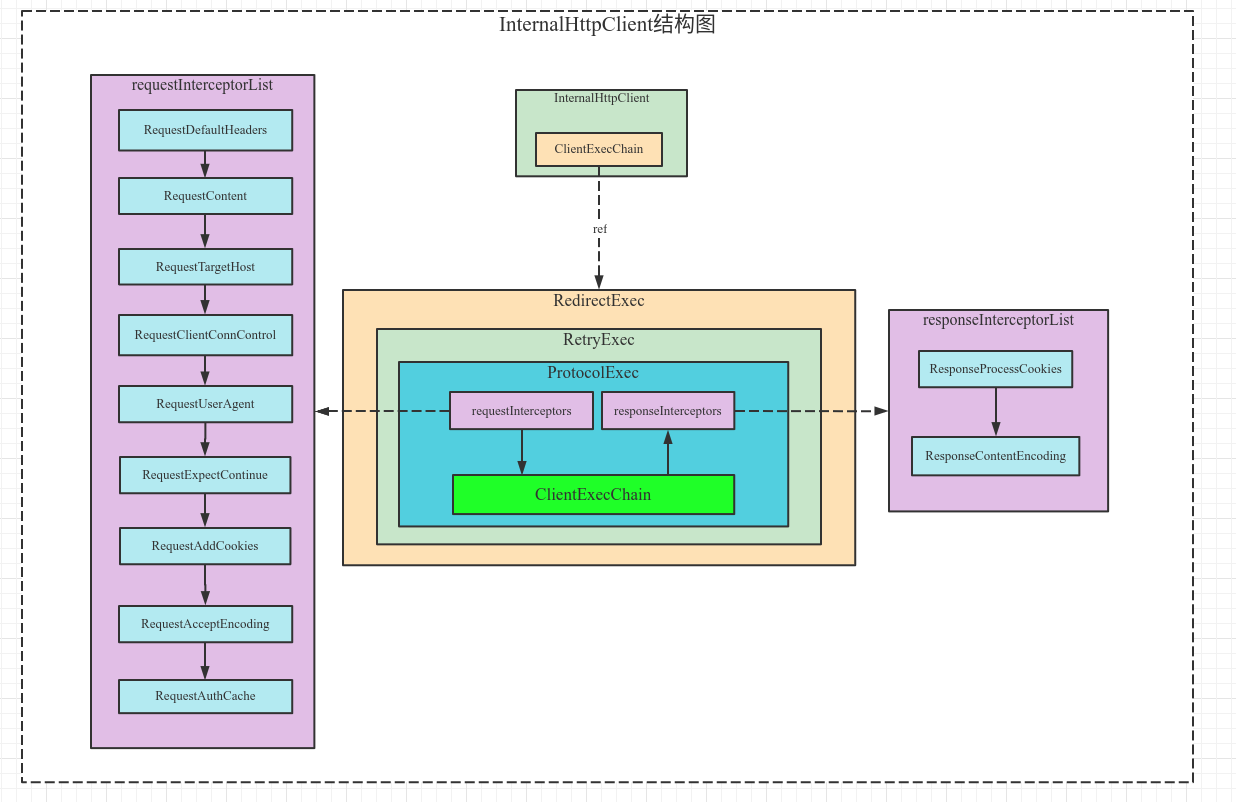 InternalHttpClient结构图
requestInterceptorList
RequestDefaultHeaders
RequestContent
RequestTargetHost
RequestClientConnControl
RequestUserAgent
RequestExpectContinue
RequestAddCookies
RequestAcceptEncoding
RequestAuthCache
InternalHttpClient
ClientExecChain
ref
RedirectExec
RetryExec
ProtocolExec
requestInterceptors
responseInterceptors
ClientExecChain
responseInterceptorList
ResponseProcessCookies
ResponseContentEncoding